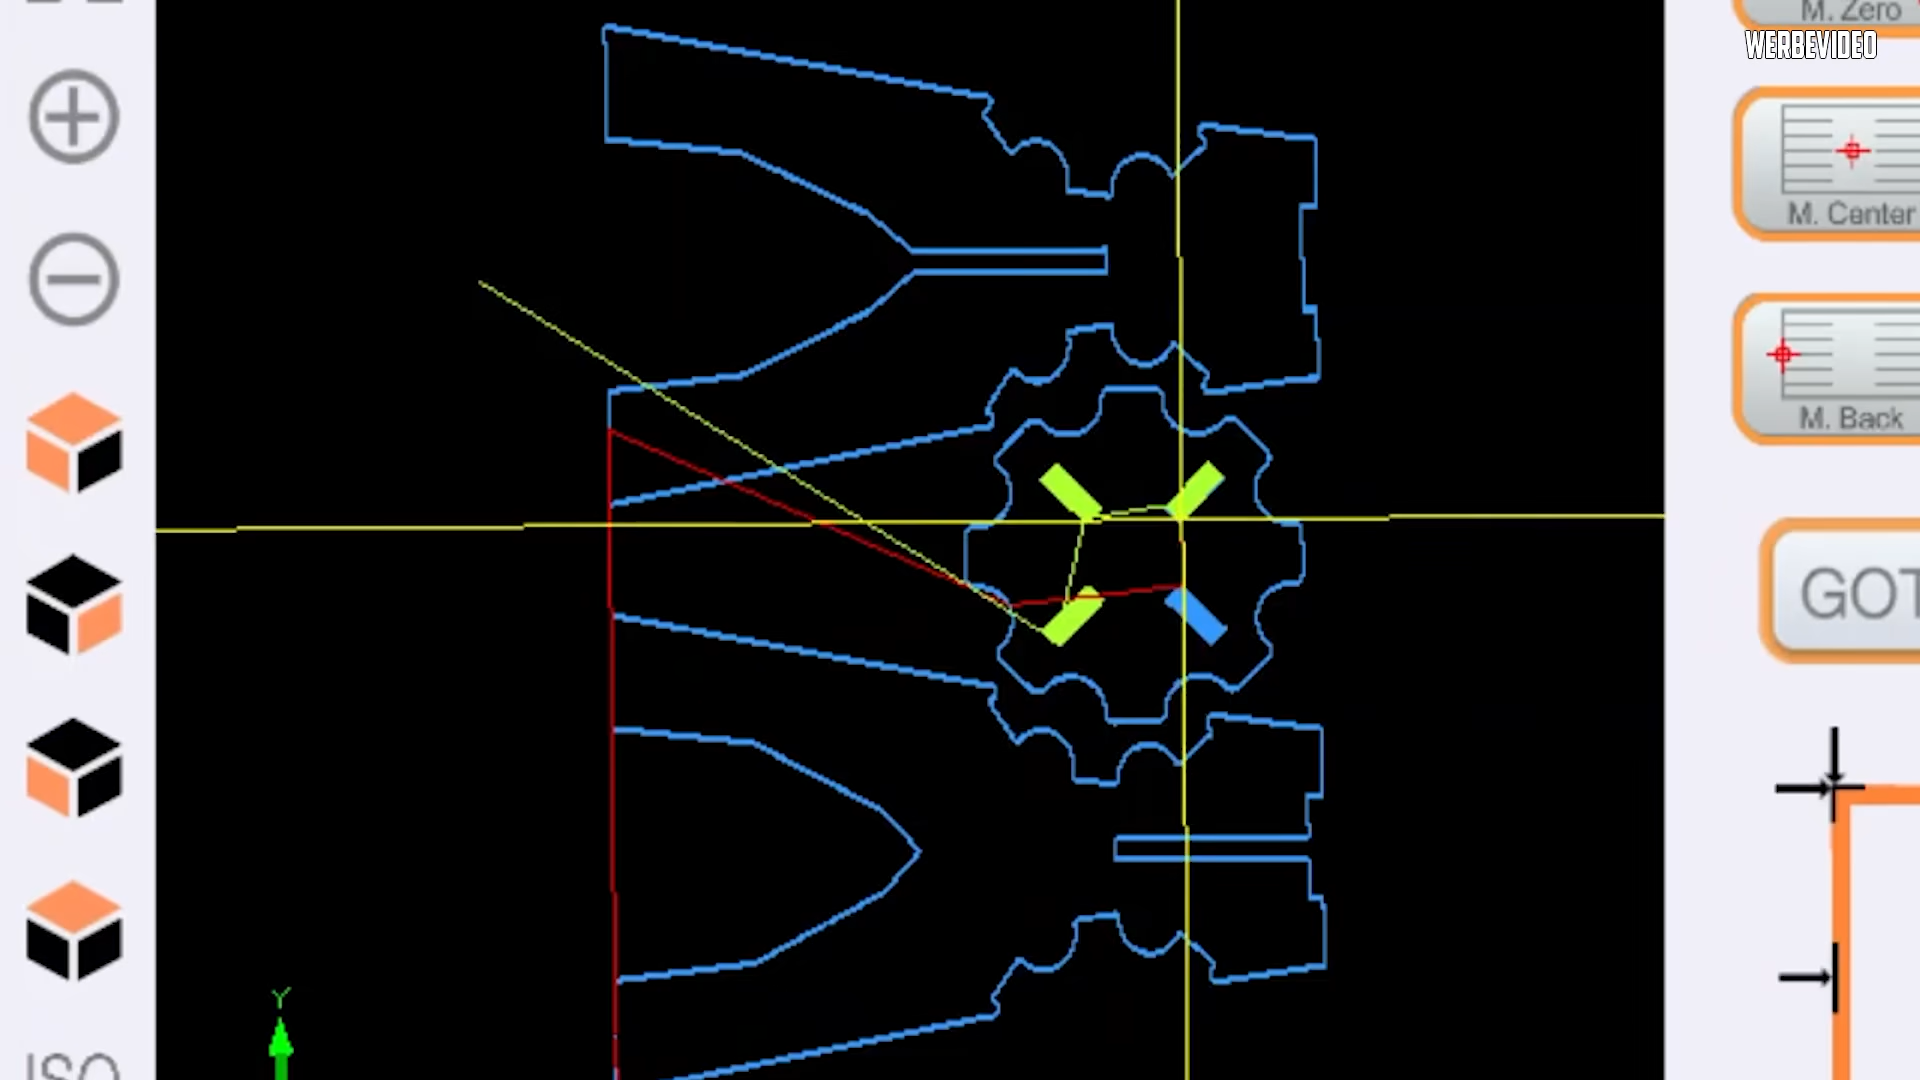 M. Zero
WERBEVIDEO
M. Center
M. Back
GOT
Y
ISO